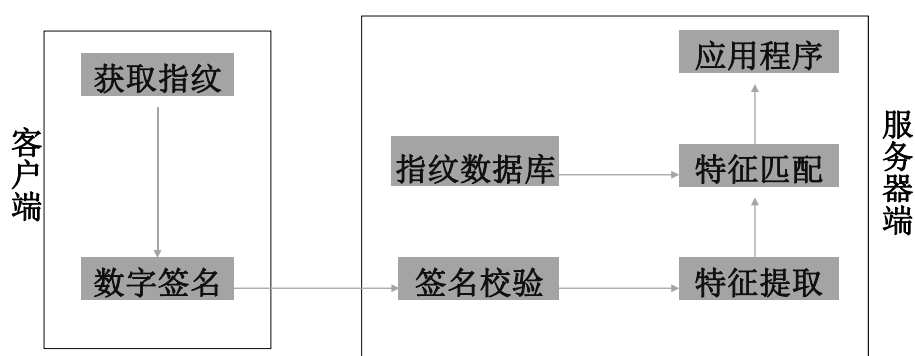 客户端
获取指纹
数字签名
服务器端
应用程序
指纹数据库
特征匹配
签名校验
特征提取